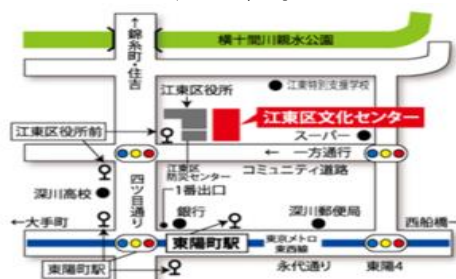 横十間川親水公園
↑錦糸町・住吉
江東区役所
江東特別支援学校
江東区文化センター
江東区役所前
スーパー
← 一方通行
江東区
防災センター
コミュニティ道路
深川高校
四ツ目通り
1番出口
銀行
深川郵便局
←大手町
西船橋→
東陽町駅
東京メトロ
東西線
東陽町駅
永代通り
東陽4